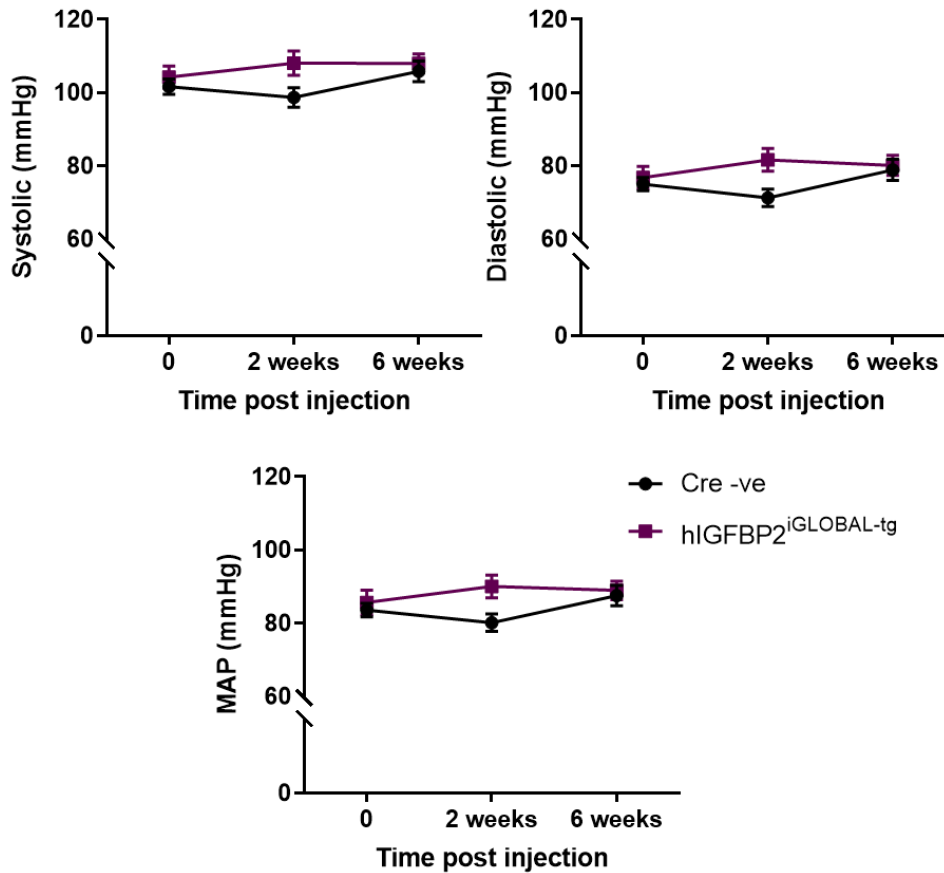 120
100
80
60
0
Systolic (mmHg)
0 2 weeks 6 weeks
Time post injection
120
100
80
60
0
Diastolic (mmHg)
0 2 weeks 6 weeks
Time post injection
120
100
80
60
0
MAP (mmHg)
0 2 weeks 6 weeks
Time post injection
Cre -ve
hIGFBP2iGLOBAL-tg